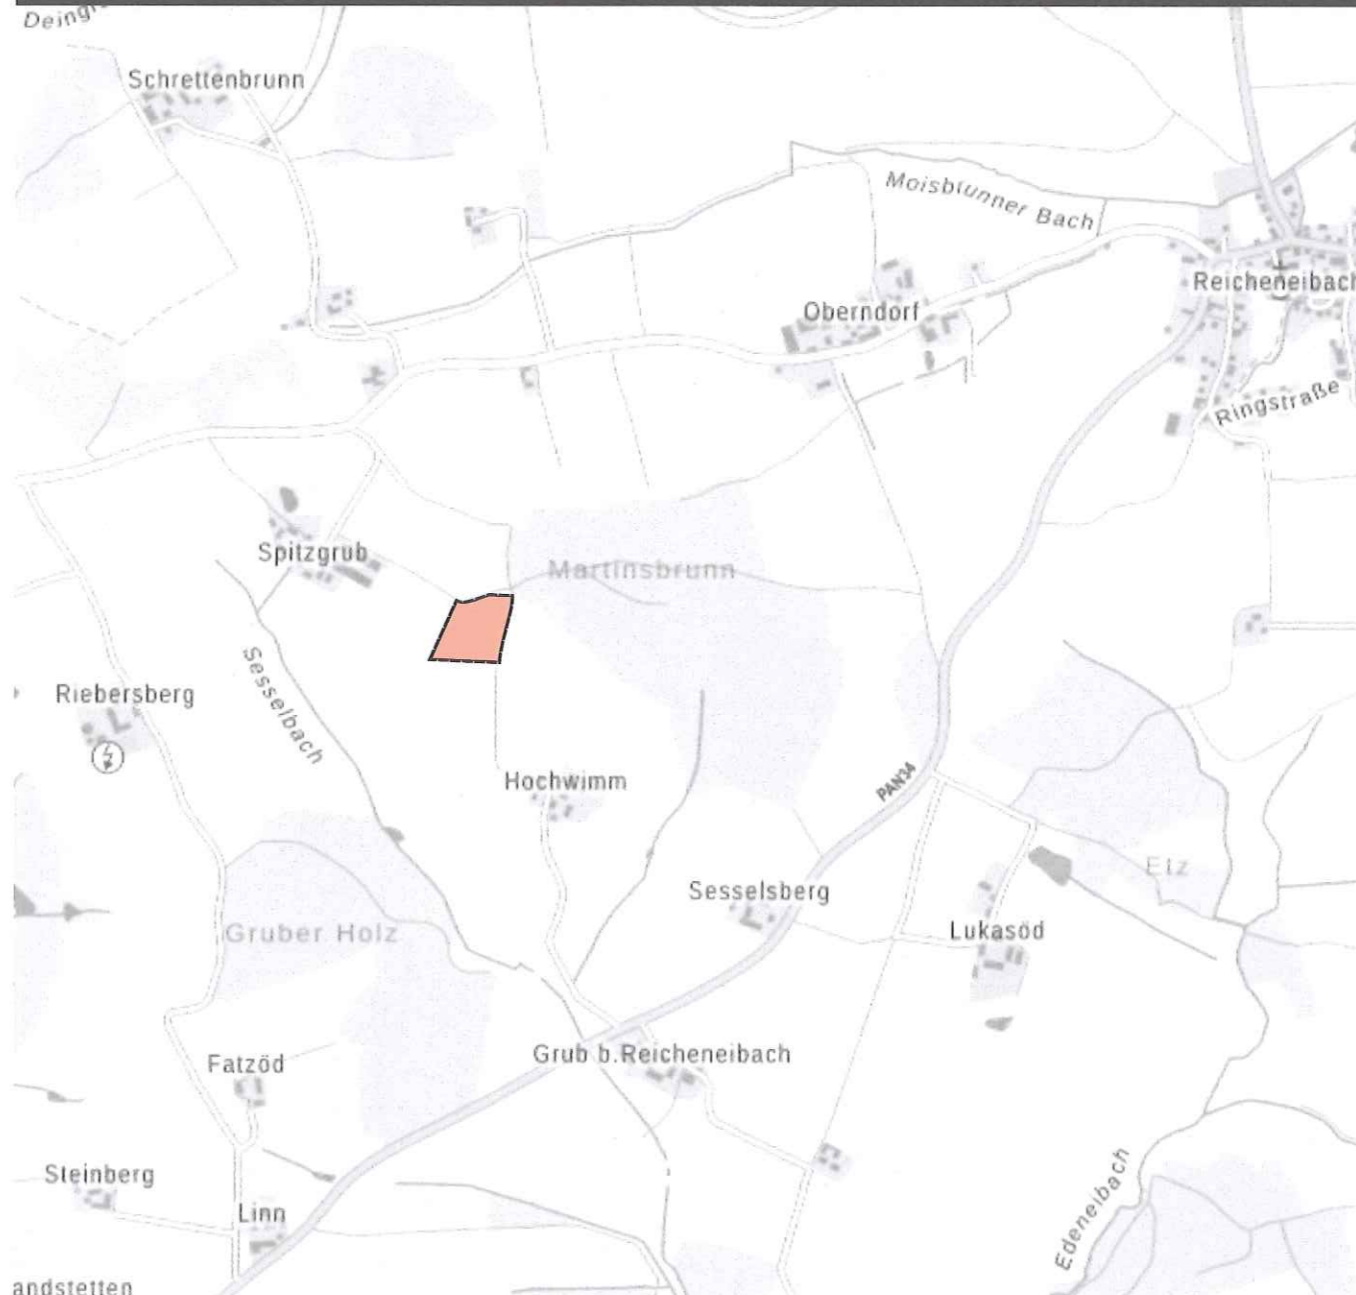 Schrettenbrunn
Moisbrunner Bach
Reicheneibach
Oberndorf
Ringstraße
Spitzgrub
Martinsbrunn
Sesselbach
Riebersberg
Hochwimm
PAN34
Etz
Sesselsberg
Gruber Holz
Lukasöd
Grub b.Reicheneibach
Fatzöd
Steinberg
Edeneibach
Linn
andstetten